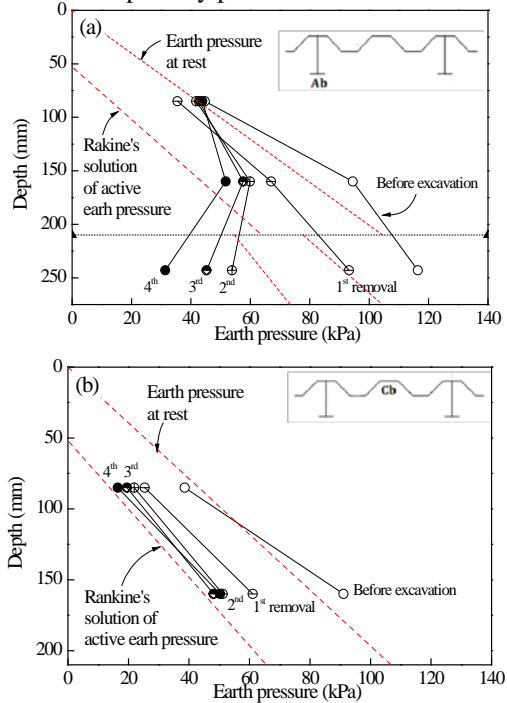 (a)
Earth pressure
at rest
Ab
Rakine's
solution
of active
earh pressure
Before excavation
4th
3rd
2nd
1st removal
0
50
100
150
200
250
Depth (mm)
0 20 40 60 80 100 120 140
Earth pressure (kPa)
(b)
Earth pressure
at rest
Cb
4th 3rd
Rankine's
solution of
active earh pressure
2nd
1st removal
Before excavation
0
50
100
150
200
Depth (mm)
0 20 40 60 80 100 120 140
Earth pressure (kPa)